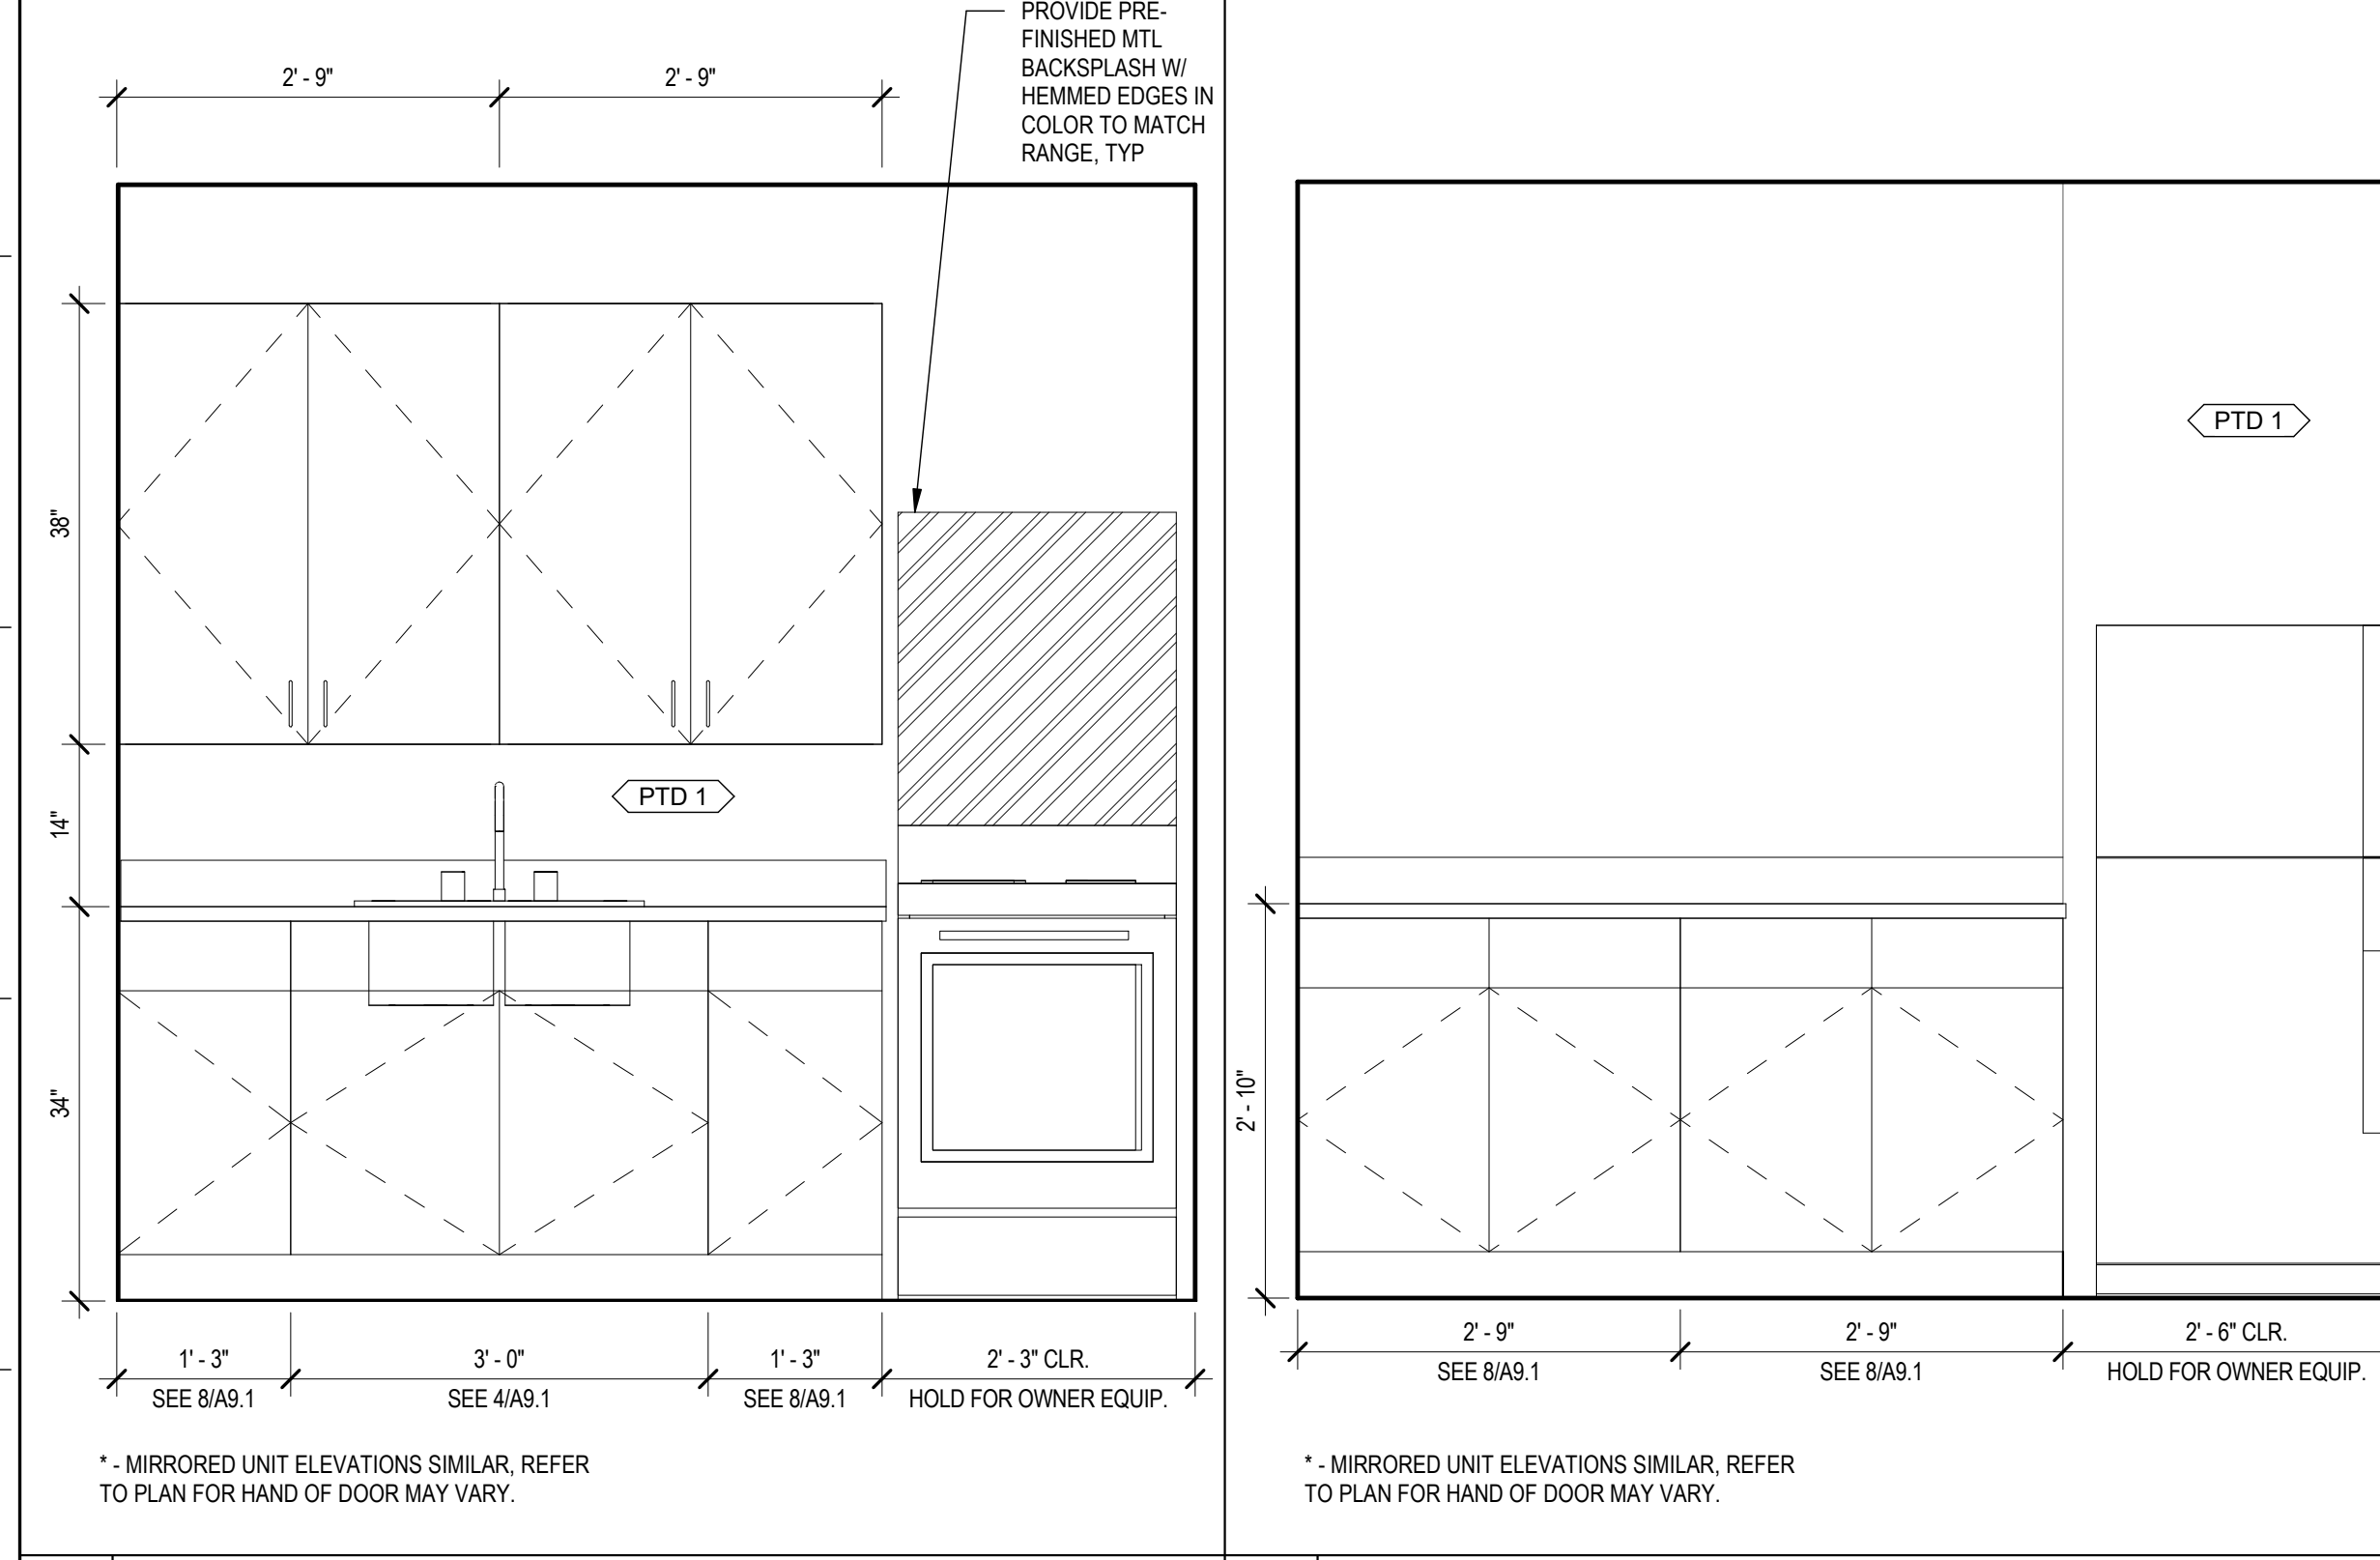 PROVIDE PRE-
FINISHED MTL
BACKSPLASH W/
HEMMED EDGES IN
COLOR TO MATCH
RANGE, TYP
2' - 9"
2' - 9"
38"
14"
34"
PTD 1
1' - 3"
3' - 0"
1' - 3"
2' - 3" CLR.
SEE 8/A9.1
SEE 4/A9.1
SEE 8/A9.1
HOLD FOR OWNER EQUIP.
* - MIRRORED UNIT ELEVATIONS SIMILAR, REFER
TO PLAN FOR HAND OF DOOR MAY VARY.
PTD 1
2' - 10"
2' - 9"
2' - 9"
2' - 6" CLR.
SEE 8/A9.1
SEE 8/A9.1
HOLD FOR OWNER EQUIP.
* - MIRRORED UNIT ELEVATIONS SIMILAR, REFER
TO PLAN FOR HAND OF DOOR MAY VARY.